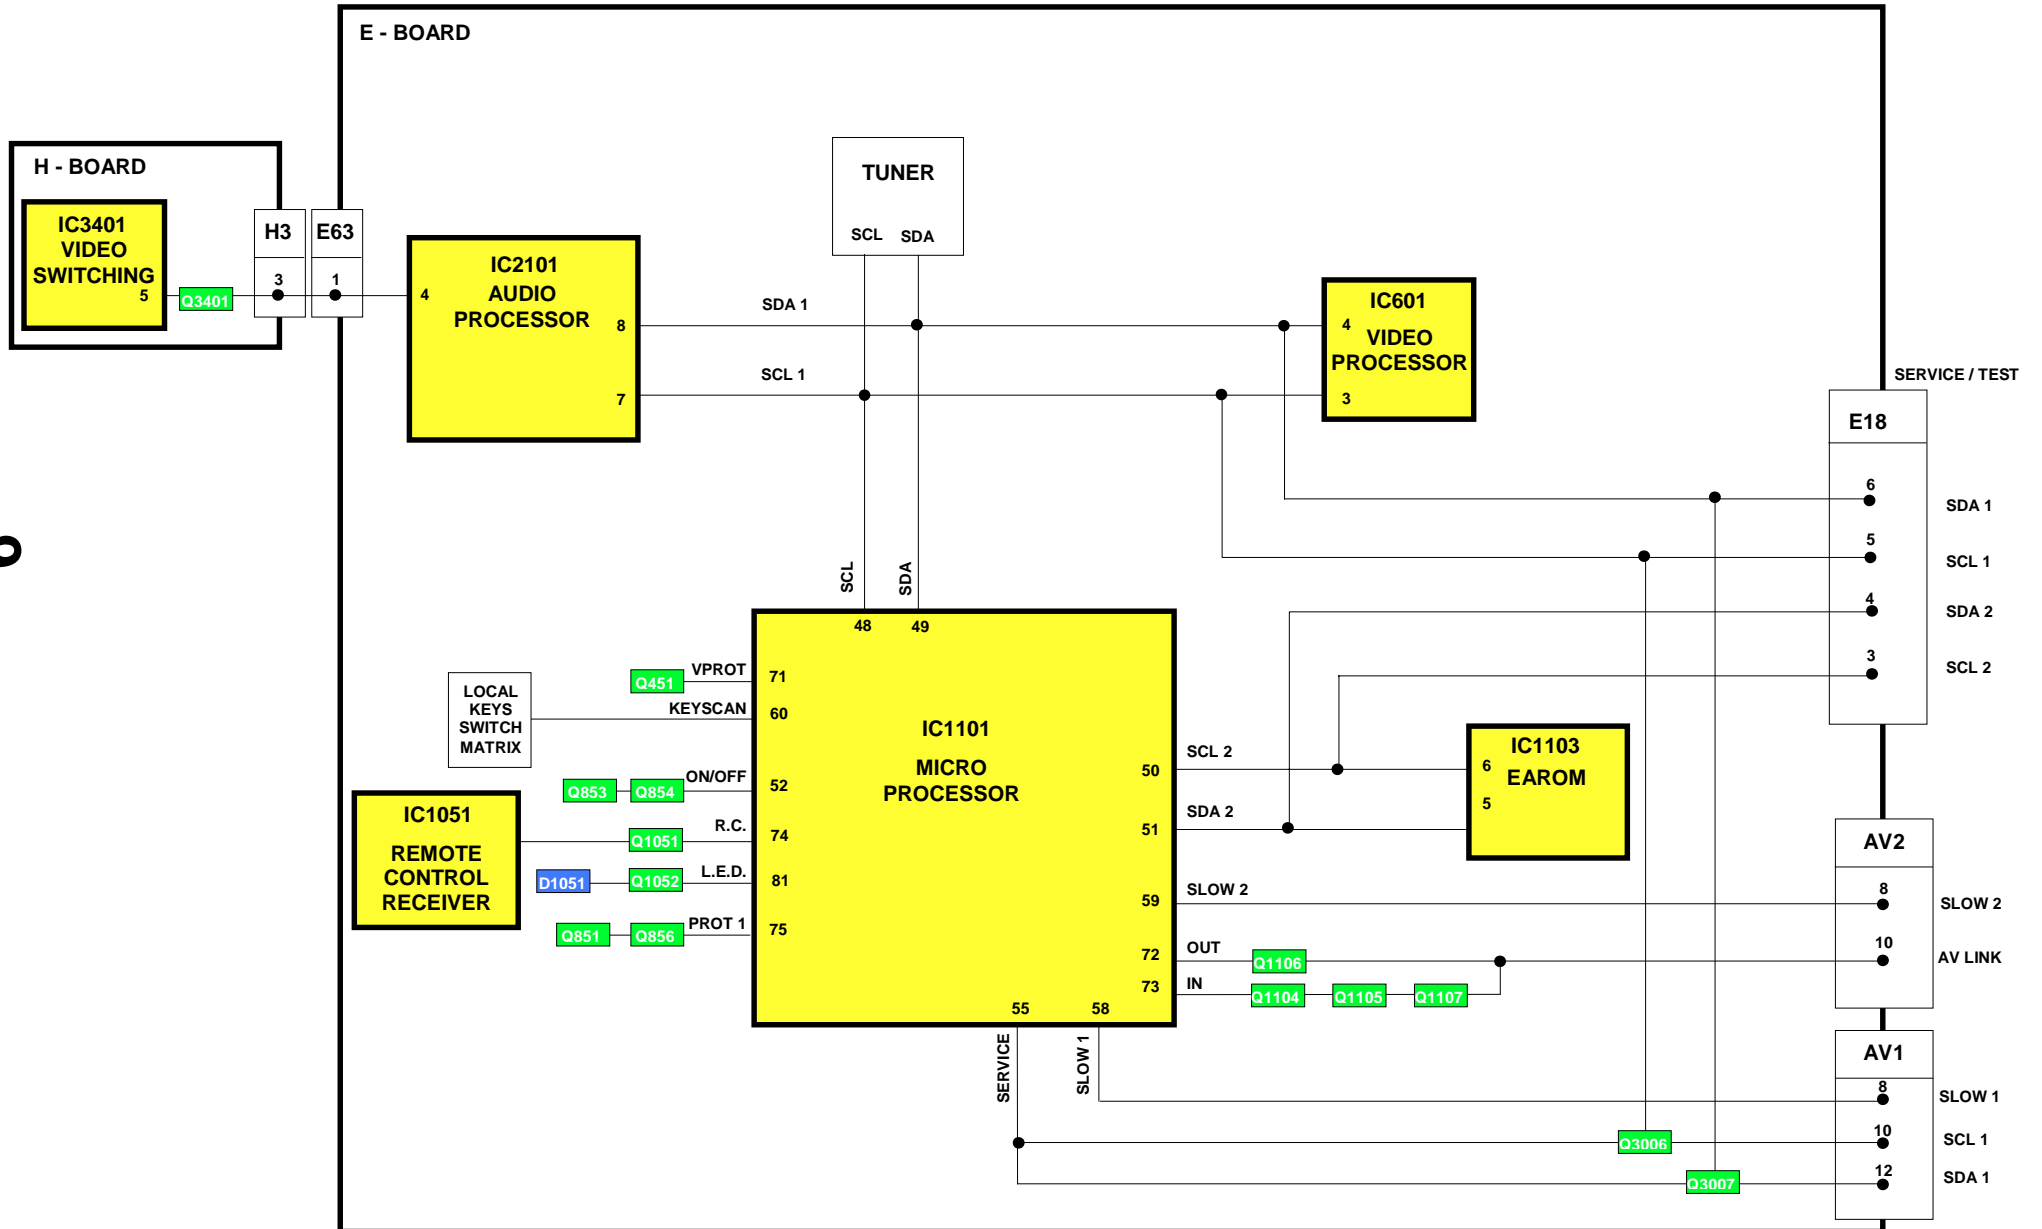 E - BOARD
H - BOARD
IC3401
VIDEO
SWITCHING
5
Q3401
H3
3
E63
1
4
IC2101
AUDIO
PROCESSOR
8
7
TUNER
SCL
SDA
SDA 1
SCL 1
IC601
4
VIDEO
PROCESSOR
3
SERVICE / TEST
E18
6
SDA 1
5
SCL 1
4
SDA 2
3
SCL 2
SCL
SDA
48
49
LOCAL
KEYS
SWITCH
MATRIX
Q451
VPROT
71
KEYSCAN
60
Q853
Q854
ON/OFF
52
IC1051
REMOTE
CONTROL
RECEIVER
Q1051
R.C.
74
D1051
Q1052
L.E.D.
81
Q851
Q856
PROT 1
75
IC1101
MICRO
PROCESSOR
50
SCL 2
51
SDA 2
59
SLOW 2
72
OUT
73
IN
55
58
SERVICE
SLOW 1
IC1103
6
EAROM
5
Q1106
Q1104
Q1105
Q1107
AV2
8
SLOW 2
10
AV LINK
AV1
8
SLOW 1
10
SCL 1
12
SDA 1
Q3006
Q3007